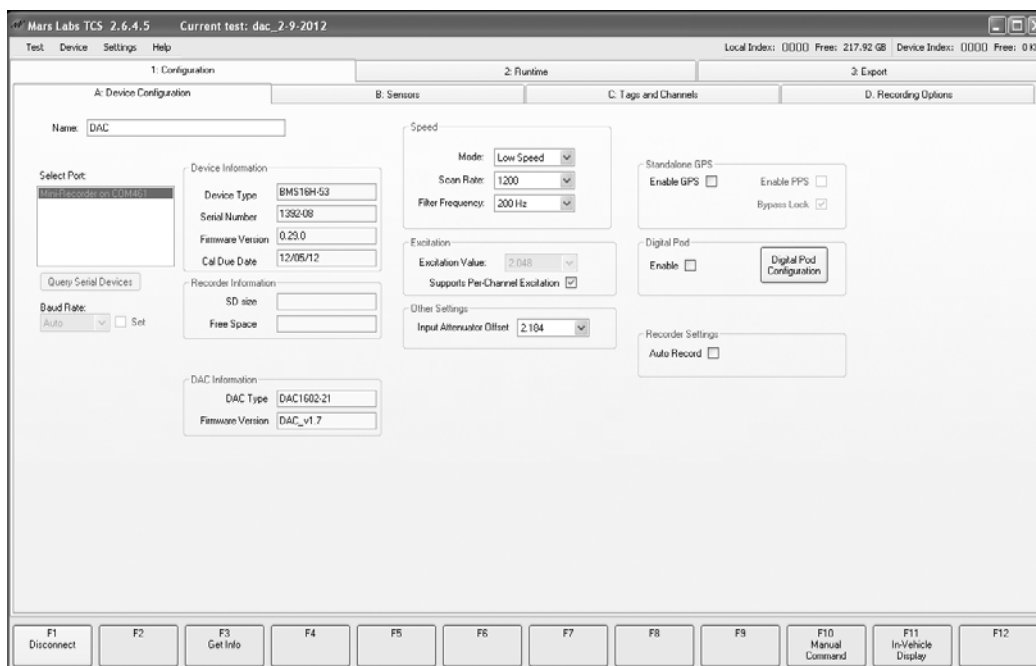 Mars Labs TCS 2.6.4.5 Current test: dac_2-9-2012
Test Device Settings Help Local Index: 0000 Free: 217.92 GB Device Index: 0000 Free: 0 K
1: Configuration 2: Runtime 3: Export
A: Device Configuration B: Sensors C: Tags and Channels D. Recording Options
Name: DAC
Select Port:
Mini-Recorder on COM461
Query Serial Devices
Baud Rate:
Auto Set
Device Information
Device Type BMS16H-53
Serial Number 1392-08
Firmware Version 0.29.0
Cal Due Date 12/05/12
Recorder Information
SD size
Free Space
DAC Information
DAC Type DAC1602-21
Firmware Version DAC_v1.7
Speed
Mode: Low Speed
Scan Rate: 1200
Filter Frequency: 200 Hz
Excitation
Excitation Value: 2.048
Supports Per-Channel Excitation
Other Settings
Input Attenuator Offset 2.184
Standalone GPS
Enable GPS Enable PPS
Bypass Lock
Digital Pod
Enable Digital Pod
Configuration
Recorder Settings
Auto Record
F1 F2 F3 F4 F5 F6 F7 F8 F9 F10 F11 F12
Disconnect Get Info Manual In-Vehicle
Command Display